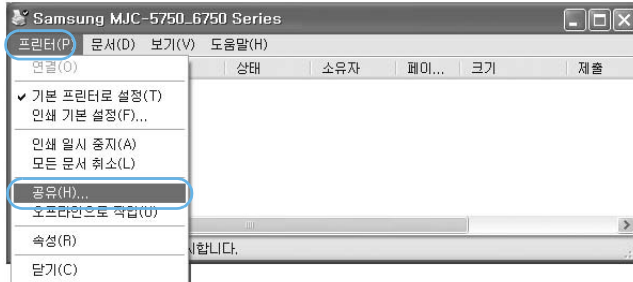 Samsung MJC-5750_6750 Series
프린터(P) 문서(D) 보기(V) 도움말(H)
연결(O) 상태 소유자 페이... 크기 제출
✓ 기본 프린터로 설정(T)
인쇄 기본 설정(F)...
인쇄 일시 중지(A)
모든 문서 취소(L)
공유(H)...
오프라인으로 작업(U)
속성(R)
시합니다.
닫기(C)